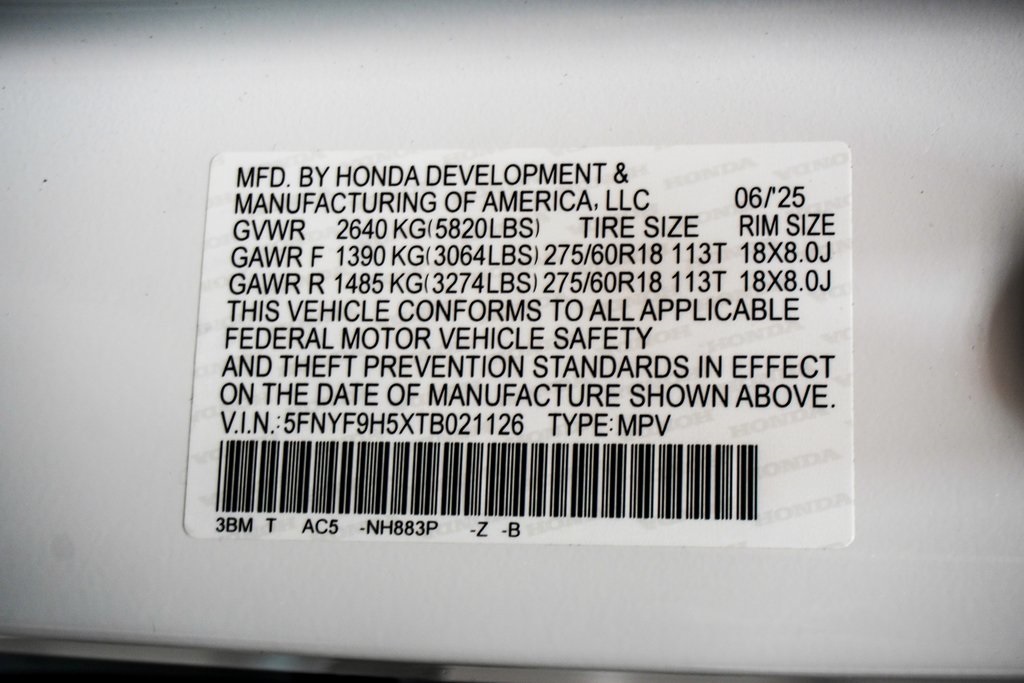 MFD. BY HONDA DEVELOPMENT &
MANUFACTURING OF AMERICA, LLC 06/'25
GVWR 2640 KG(5820LBS) TIRE SIZE RIM SIZE
GAWR F 1390 KG(3064LBS) 275/60R18 113T 18X8.0J
GAWR R 1485 KG(3274LBS) 275/60R18 113T 18X8.0J
THIS VEHICLE CONFORMS TO ALL APPLICABLE
FEDERAL MOTOR VEHICLE SAFETY
AND THEFT PREVENTION STANDARDS IN EFFECT
ON THE DATE OF MANUFACTURE SHOWN ABOVE.
V.I.N.: 5FNYF9H5XTB021126 TYPE: MPV
3BM T AC5 -NH883P -Z -B